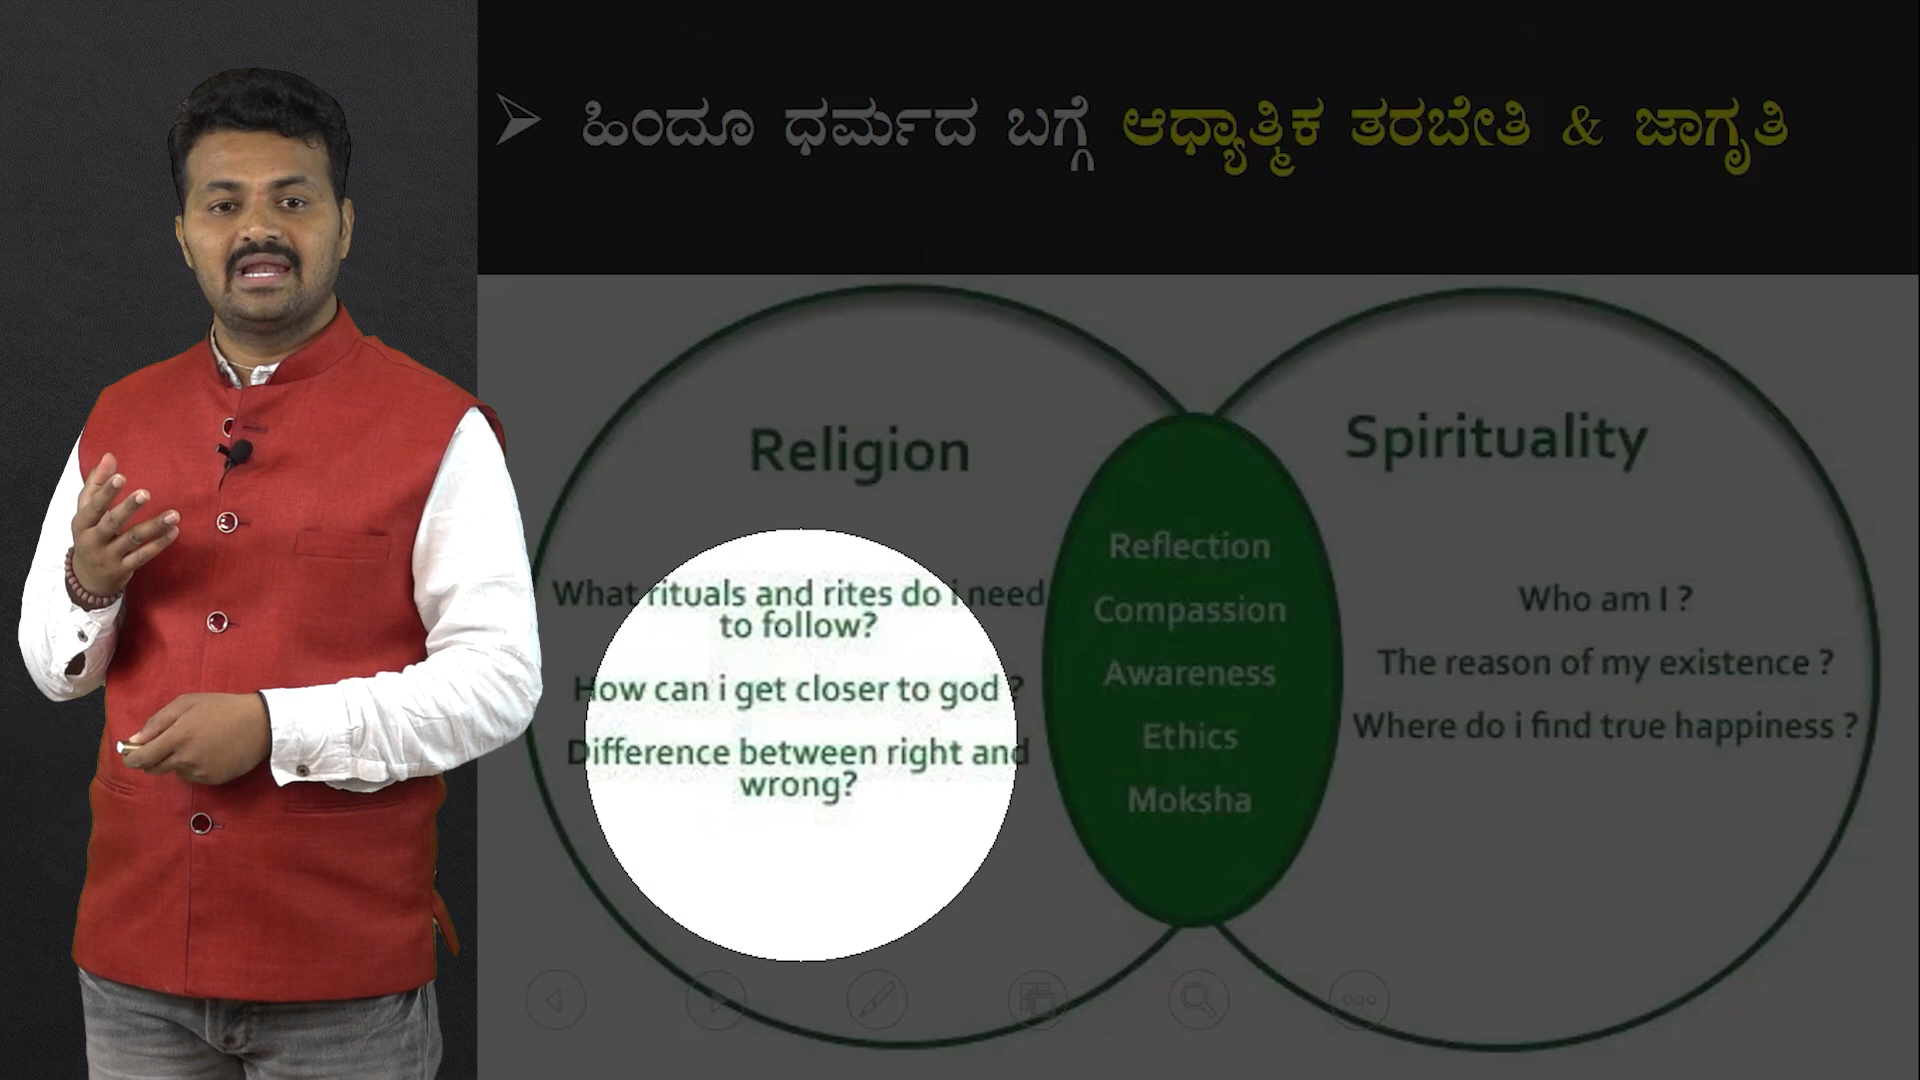 ➢ ಹಿಂದೂ ಧರ್ಮದ ಬಗ್ಗೆ ಆಧ್ಯಾತ್ಮಿಕ ತರಬೇತಿ & ಜಾಗೃತಿ
Religion
What rituals and rites do i need
to follow?
How can i get closer to god ?
Difference between right and
wrong?
Reflection
Compassion
Awareness
Ethics
Moksha
Spirituality
Who am I ?
The reason of my existence ?
Where do i find true happiness ?